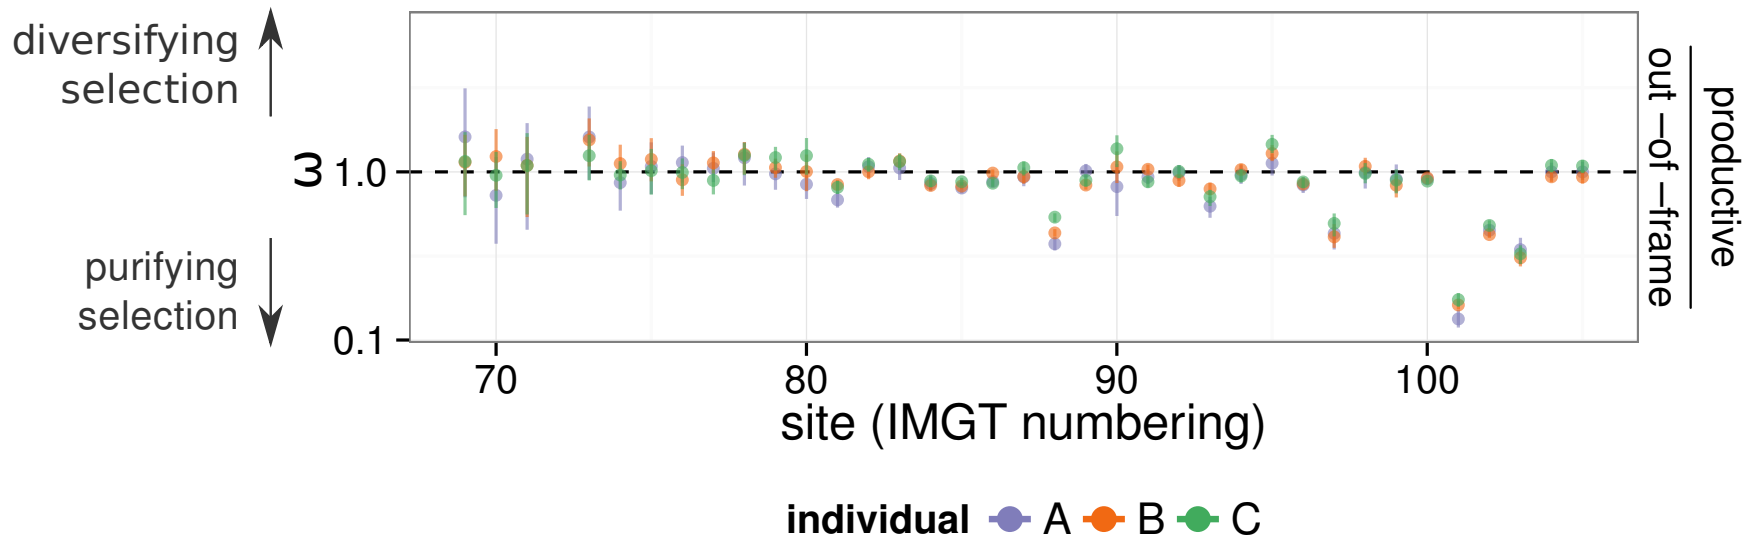 diversifying
selection
purifying
selection
ω
1.0
0.1
70
80
90
100
site (IMGT numbering)
out −of −frame
productive
individual
A
B
C